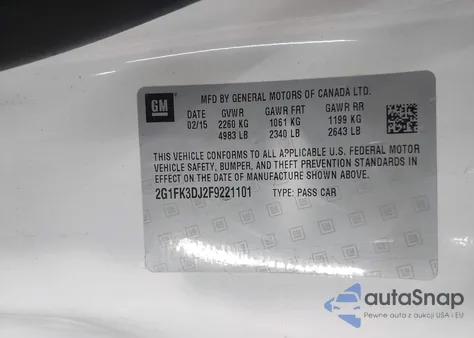 GM
MFD BY GENERAL MOTORS OF CANADA LTD.
DATE GVWR GAWR FRT GAWR RR
02/15 2260 KG 1061 KG 1199 KG
4983 LB 2340 LB 2643 LB
THIS VEHICLE CONFORMS TO ALL APPLICABLE U.S. FEDERAL MOTOR
VEHICLE SAFETY, BUMPER, AND THEFT PREVENTION STANDARDS IN
EFFECT ON THE DATE OF MANUFACTURE SHOWN ABOVE.
2G1FK3DJ2F9221101 TYPE: PASS CAR
autoSnap
Pewne auta z aukcji USA i EU